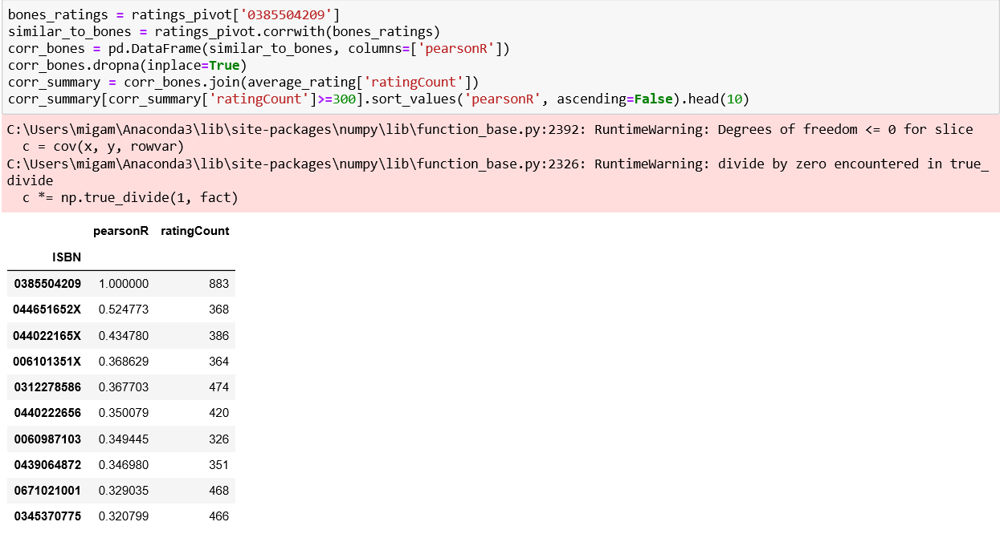 bones_ratings = ratings_pivot['0385504209']
similar_to_bones = ratings_pivot.corrwith(bones_ratings)
corr_bones = pd.DataFrame(similar_to_bones, columns=['pearsonR'])
corr_bones.dropna(inplace=True)
corr_summary = corr_bones.join(average_rating['ratingCount'])
corr_summary[corr_summary['ratingCount']>=300].sort_values('pearsonR', ascending=False).head(10)
C:\Users\migam\Anaconda3\lib\site-packages\numpy\lib\function_base.py:2392: RuntimeWarning: Degrees of freedom <= 0 for slice
  c = cov(x, y, rowvar)
C:\Users\migam\Anaconda3\lib\site-packages\numpy\lib\function_base.py:2326: RuntimeWarning: divide by zero encountered in true_
divide
  c *= np.true_divide(1, fact)
pearsonR ratingCount
ISBN
0385504209 1.000000 883
044651652X 0.524773 368
044022165X 0.434780 386
006101351X 0.368629 364
0312278586 0.367703 474
0440222656 0.350079 420
0060987103 0.349445 326
0439064872 0.346980 351
0671021001 0.329035 468
0345370775 0.320799 466